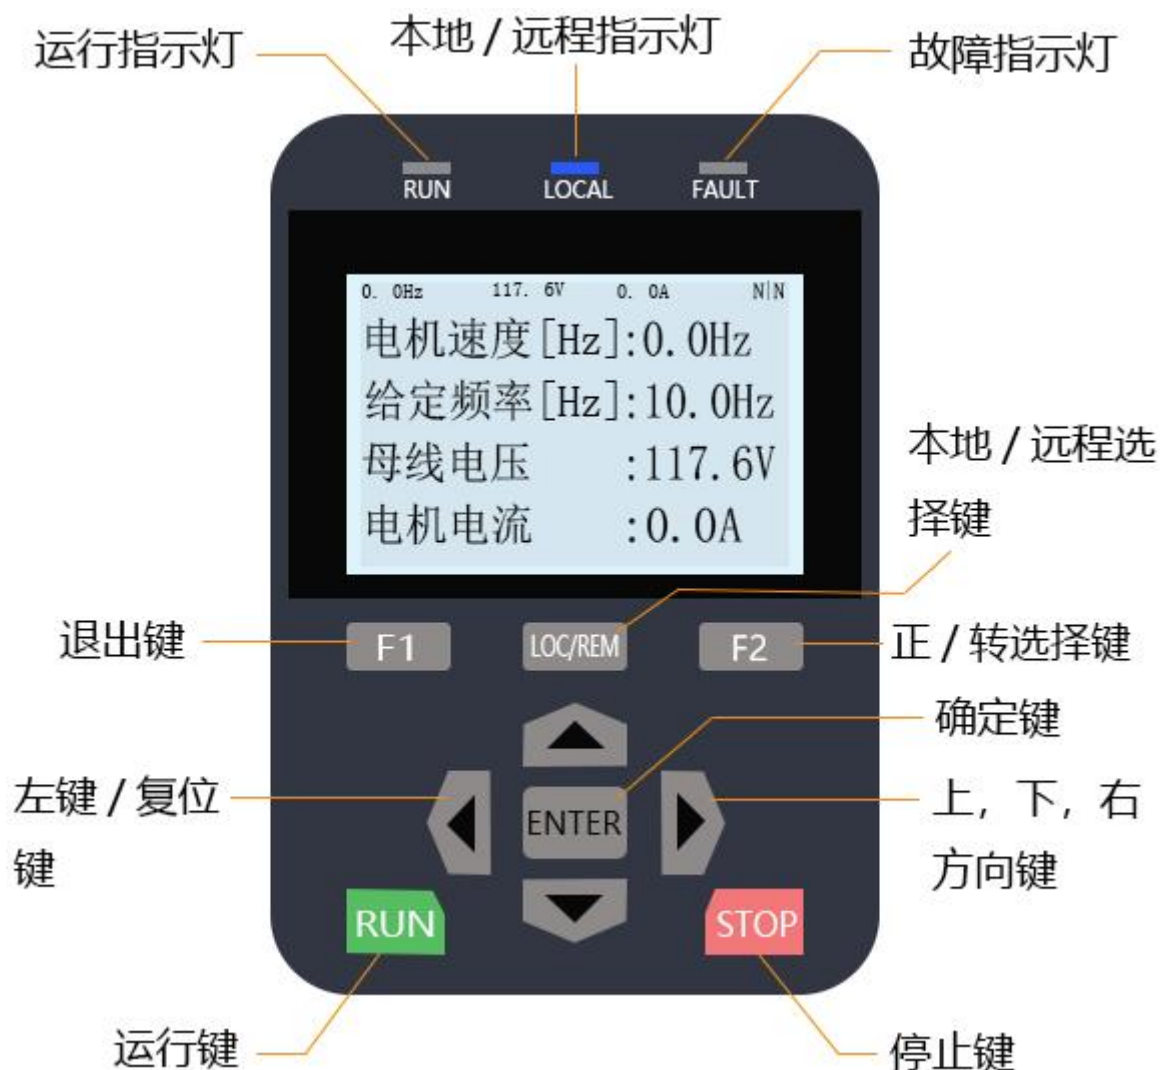 运行指示灯
本地 / 远程指示灯
故障指示灯
RUN
LOCAL
FAULT
0. 0Hz 117. 6V 0. 0A N|N
电机速度[Hz]:0.0Hz
给定频率[Hz]:10.0Hz
母线电压 :117.6V
电机电流 :0.0A
本地 / 远程选
择键
退出键
F1
LOC/REM
F2
正 / 转选择键
确定键
左键 / 复位
键
ENTER
上，下，右
方向键
RUN
STOP
运行键
停止键